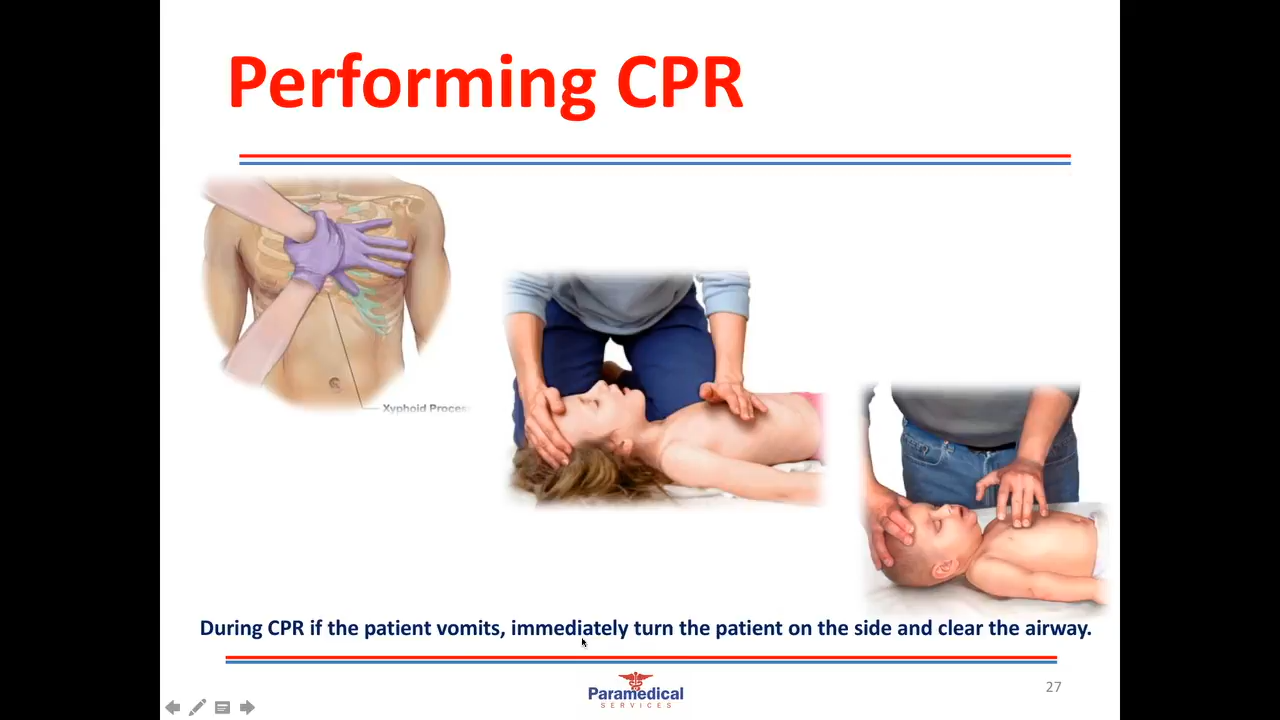 Performing CPR
Xyphoid Proces
During CPR if the patient vomits, immediately turn the patient on the side and clear the airway.
27
Paramedical
SERVICES